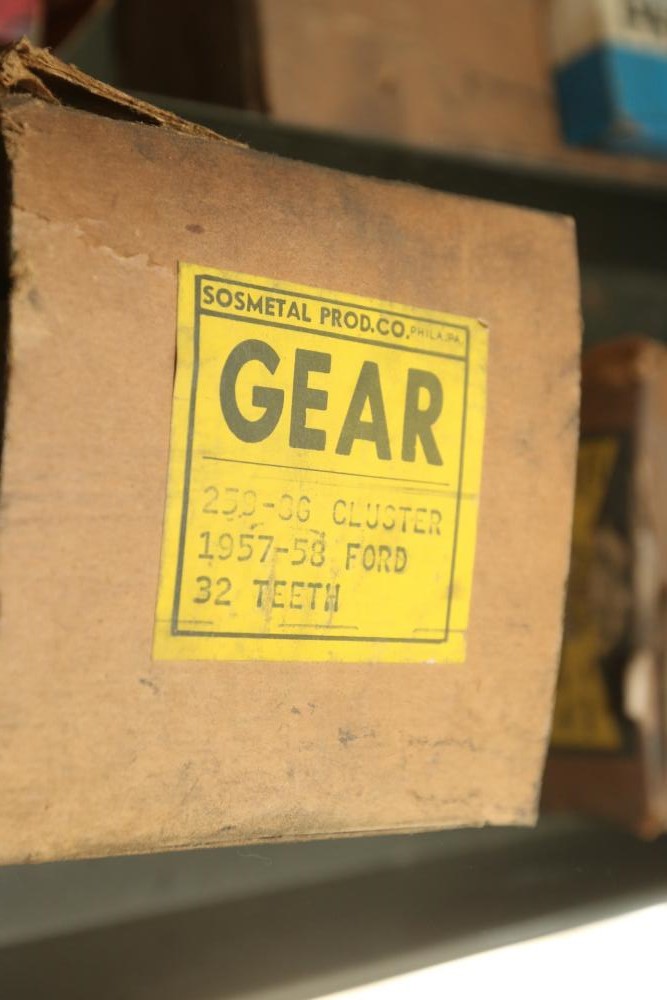 SOSMETAL PROD.CO. PHILA.,PA.
GEAR
CLUSTER
1957-58 FORD
32 TEETH